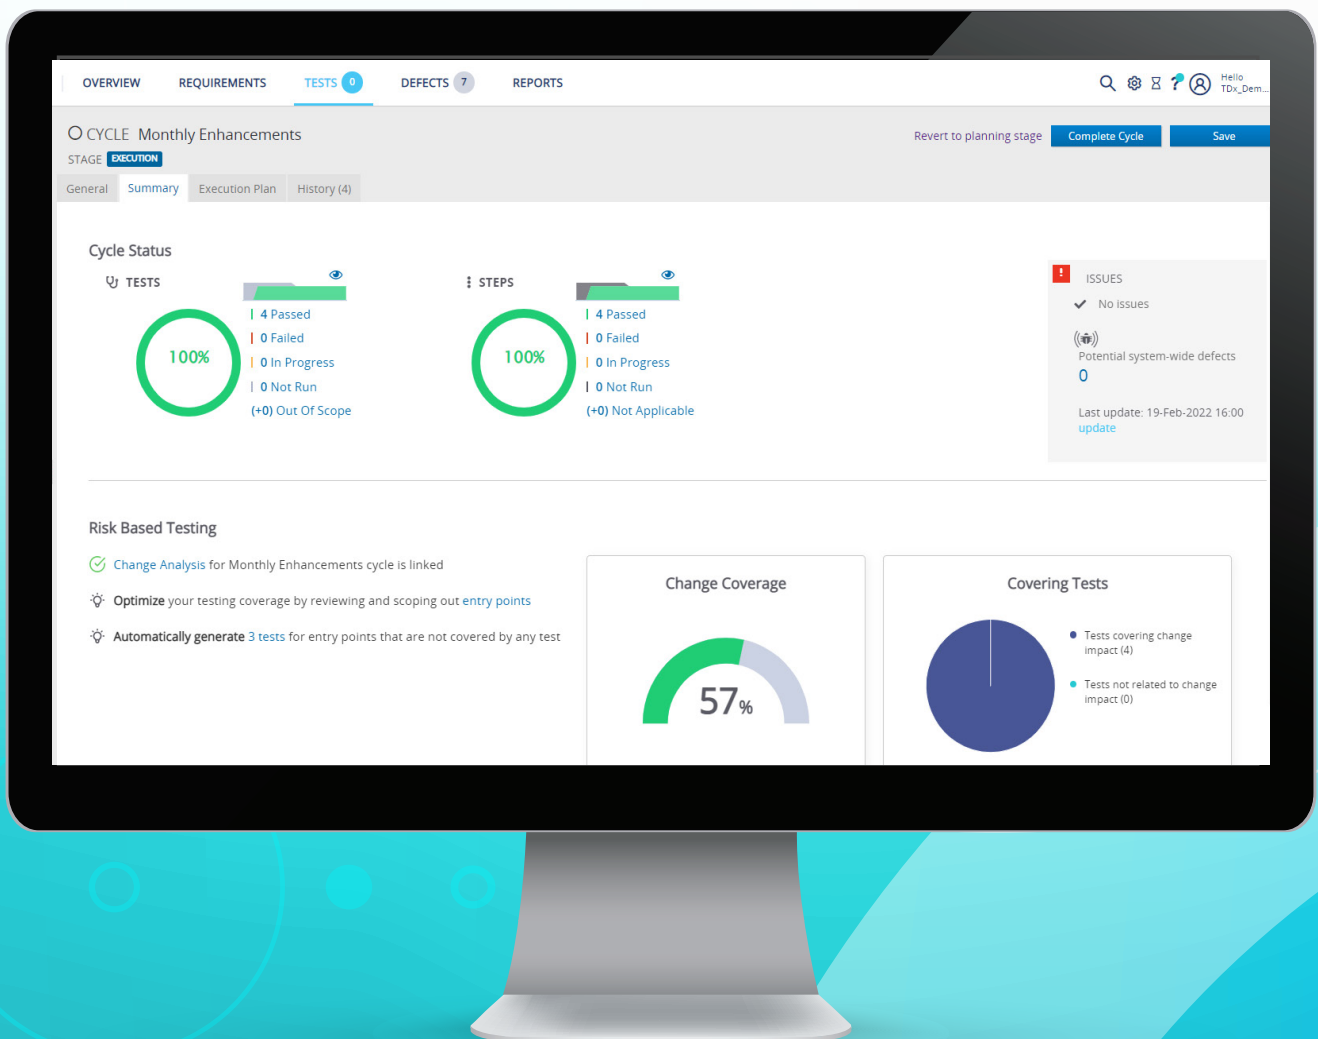 OVERVIEW REQUIREMENTS TESTS 0 DEFECTS 7 REPORTS
Hello
TDx_Dem...
CYCLE Monthly Enhancements
Revert to planning stage Complete Cycle Save
STAGE EXECUTION
General Summary Execution Plan History (4)
Cycle Status
TESTS
100%
4 Passed
0 Failed
0 In Progress
0 Not Run
(+0) Out Of Scope
STEPS
100%
4 Passed
0 Failed
0 In Progress
0 Not Run
(+0) Not Applicable
! ISSUES
No issues
Potential system-wide defects
0
Last update: 19-Feb-2022 16:00
update
Risk Based Testing
Change Analysis for Monthly Enhancements cycle is linked
Optimize your testing coverage by reviewing and scoping out entry points
Automatically generate 3 tests for entry points that are not covered by any test
Change Coverage
57%
Covering Tests
Tests covering change
impact (4)
Tests not related to change
impact (0)